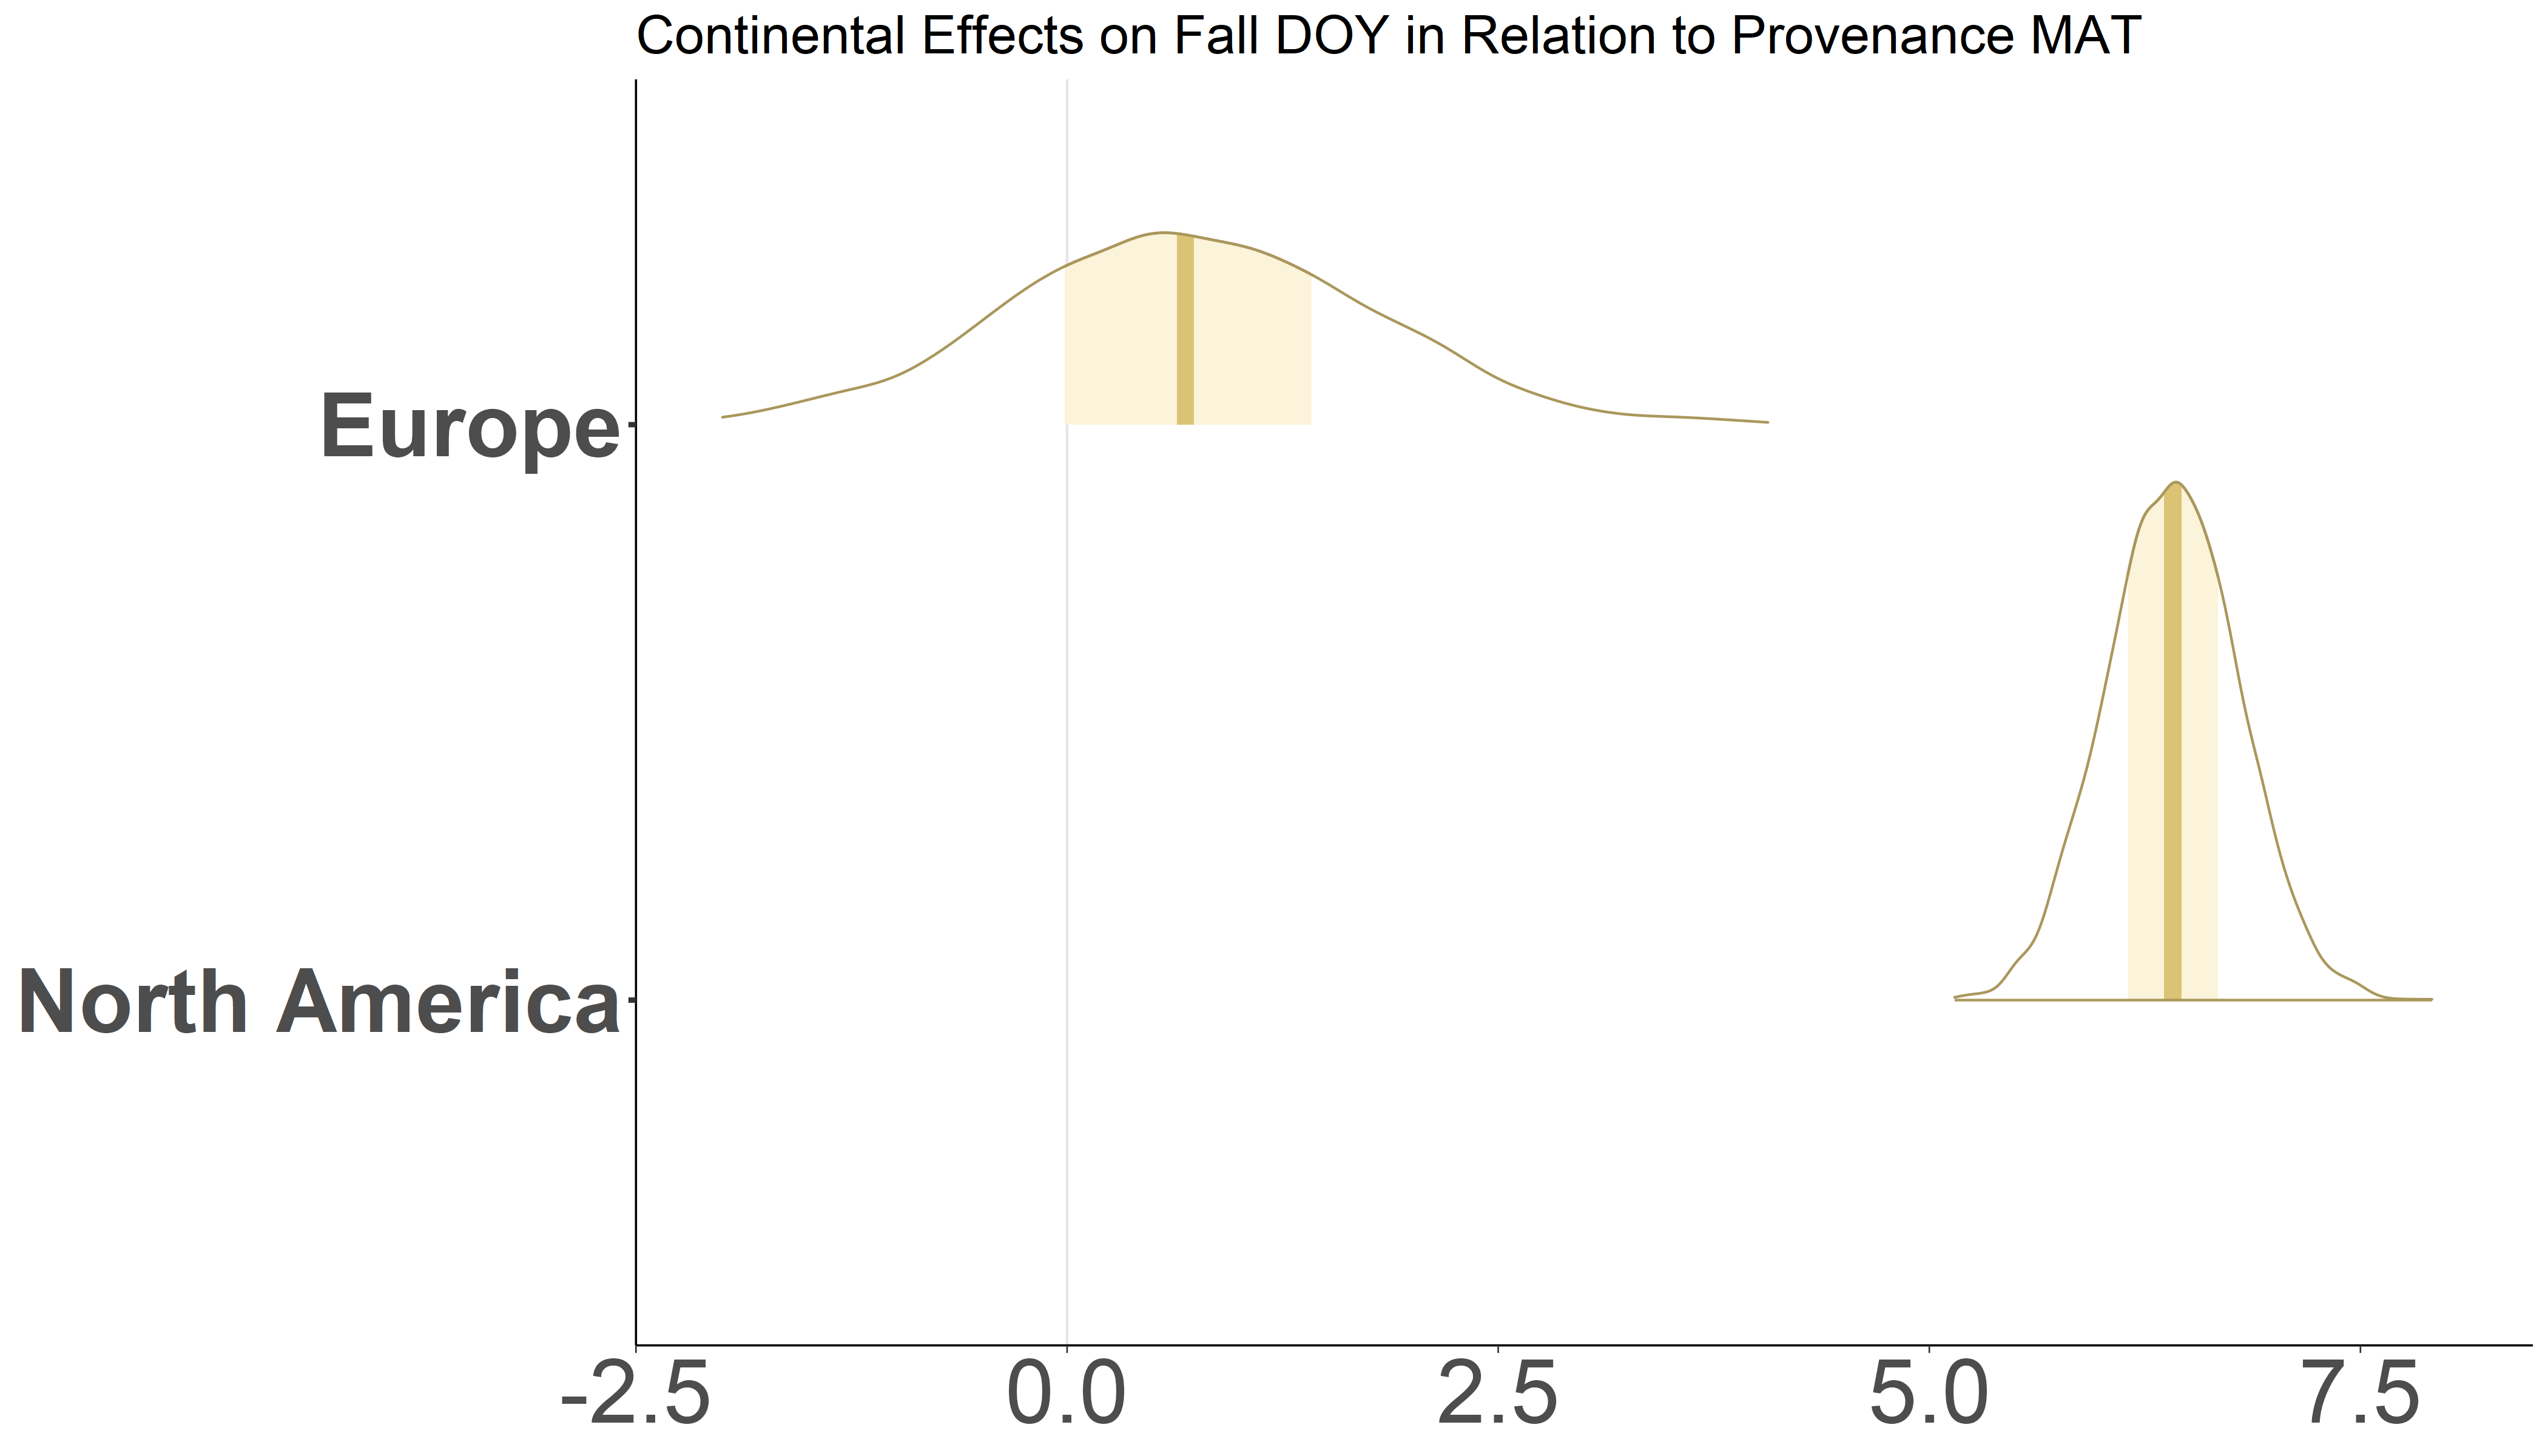 Continental Effects on Fall DOY in Relation to Provenance MAT
Europe
North America
-2.5 0.0 2.5 5.0 7.5